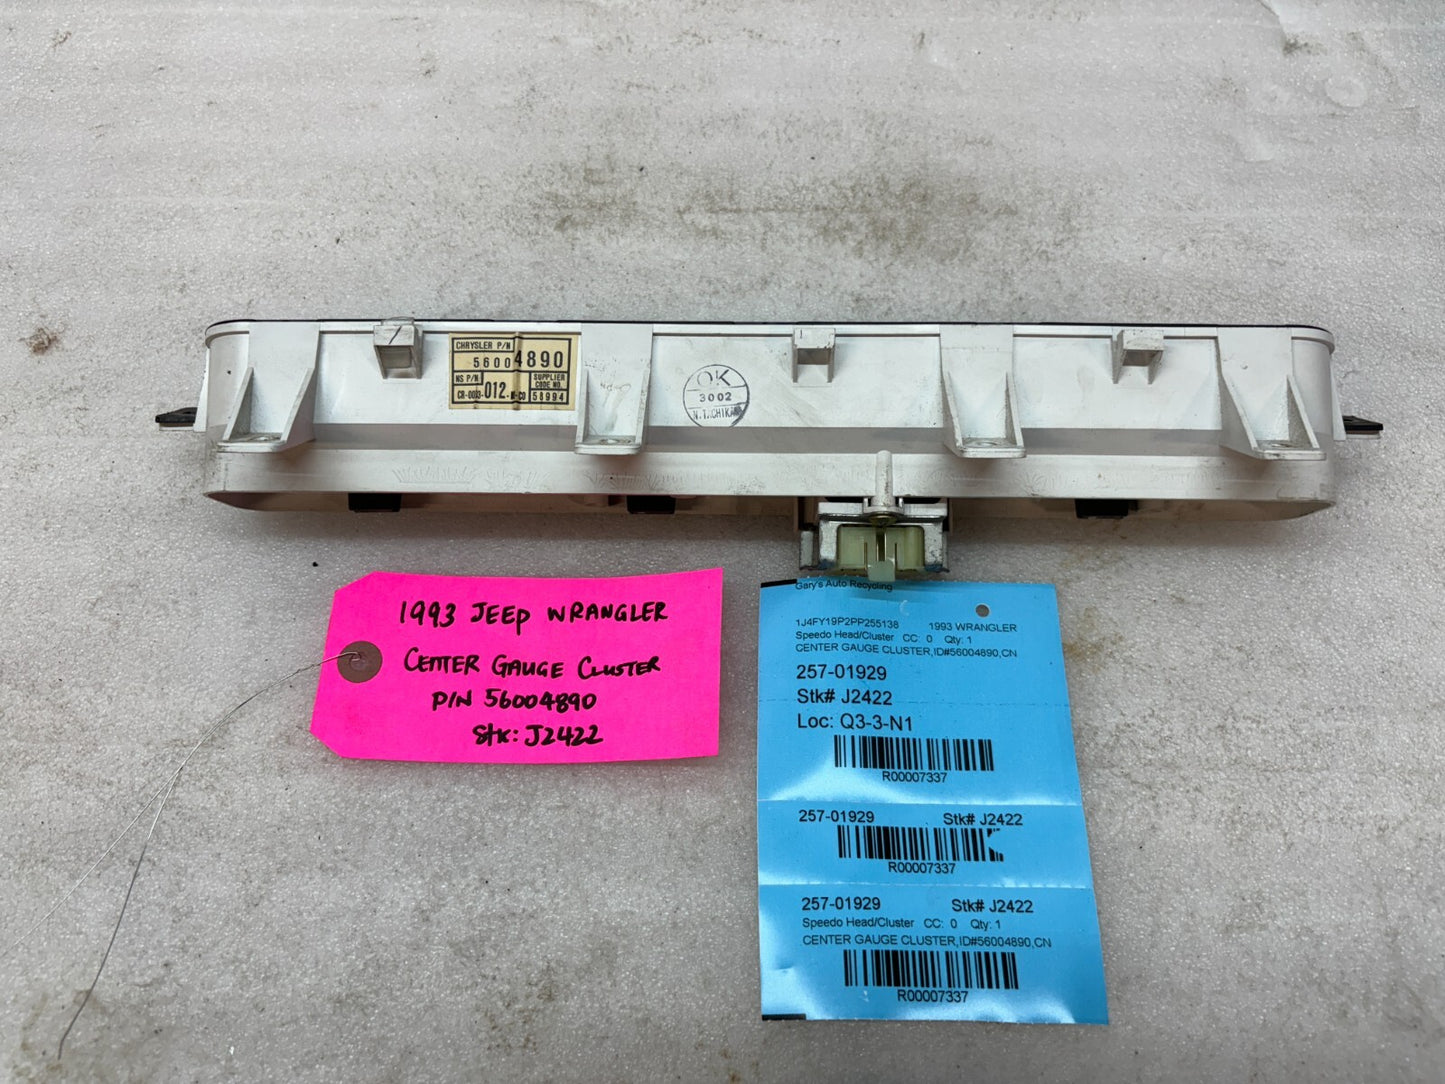 CHRYSLER P/N
56004890
NS P/N
SUPPLIER
CODE NO.
CR-003-012
58994
OK
3002
N.T.
1993 JEEP WRANGLER
CENTER GAUGE CLUSTER
P/N 56004890
Stk: J2422
Gary's Auto Recycling
1J4FY19P2PP255138 1993 WRANGLER
Speedo Head/Cluster CC: 0 Qty: 1
CENTER GAUGE CLUSTER,ID#56004890,CN
257-01929
Stk# J2422
Loc: Q3-3-N1
R00007337
257-01929 Stk# J2422
R00007337
257-01929 Stk# J2422
Speedo Head/Cluster CC: 0 Qty: 1
CENTER GAUGE CLUSTER,ID#56004890,CN
R00007337